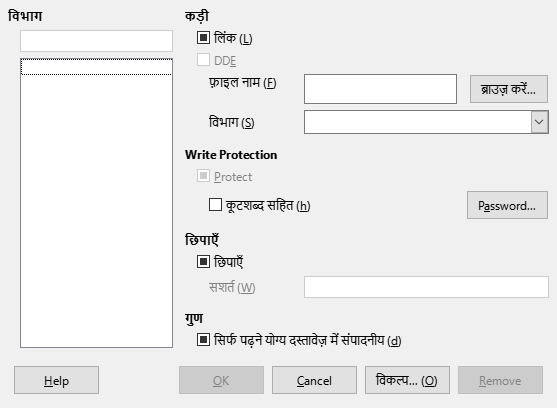 विभाग
कड़ी
लिंक (L)
DDE
फ़ाइल नाम (F)
ब्राउज़ करें...
विभाग (S)
Write Protection
Protect
कूटशब्द सहित (h)
Password...
छिपाएँ
छिपाएँ
सशर्त (W)
गुण
सिर्फ पढ़ने योग्य दस्तावेज़ में संपादनीय (d)
Help
OK
Cancel
विकल्प... (O)
Remove